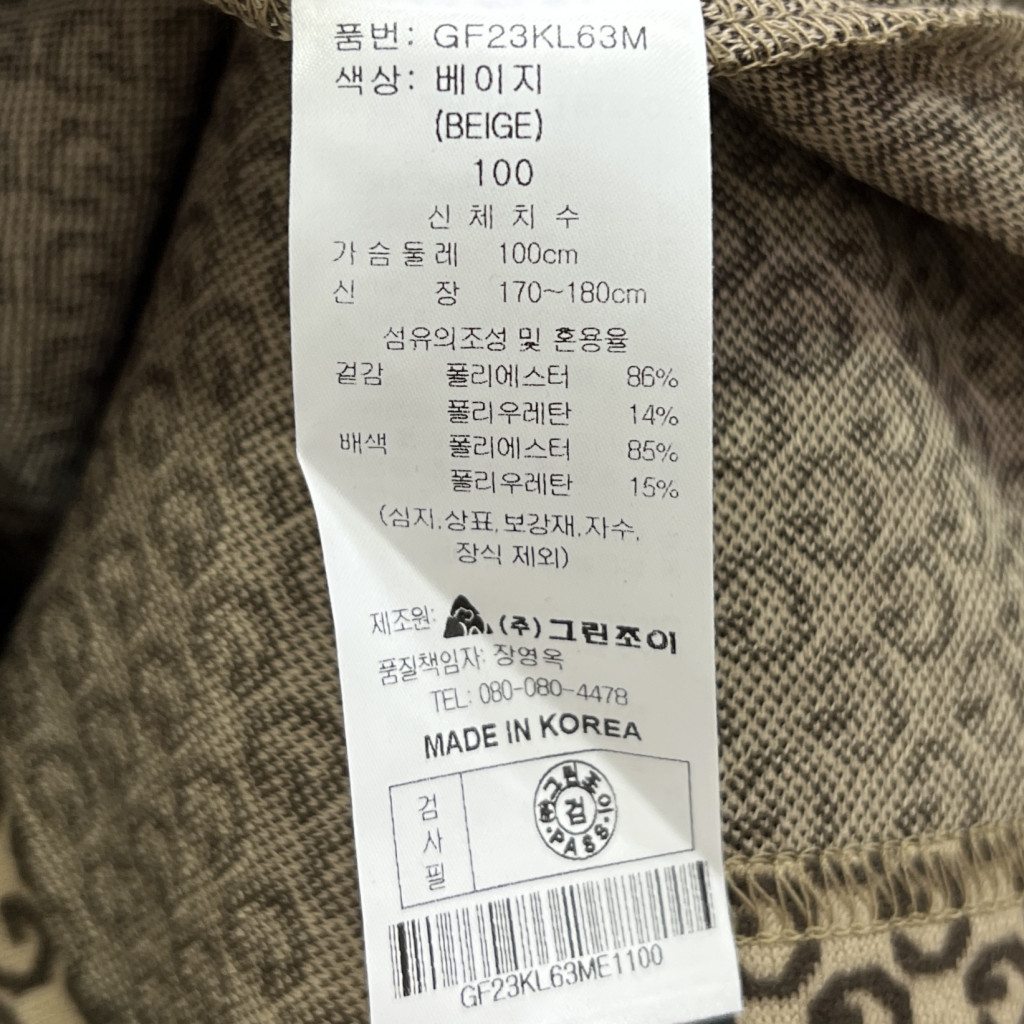 품번: GF23KL63M
색상: 베이지
(BEIGE)
100
신 체 치 수
가슴둘레 100cm
신 장 170~180cm
섬유의조성 및 혼용율
겉감 폴리에스터 86%
폴리우레탄 14%
배색 폴리에스터 85%
폴리우레탄 15%
(심지,상표,보강재,자수,
장식 제외)
제조원: (주)그린조이
품질책임자: 장영옥
TEL: 080-080-4478
MADE IN KOREA
검사필
㈜그린조이
검
·PASS·
GF23KL63ME1100